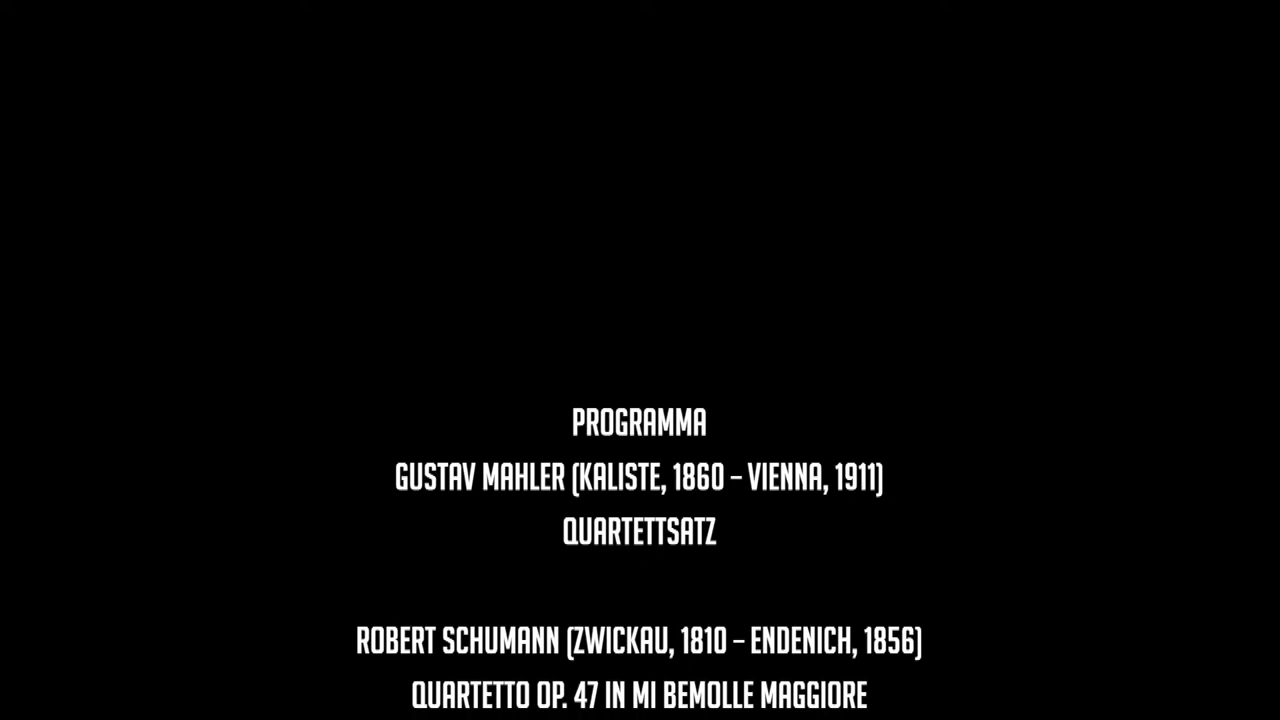 PROGRAMMA
GUSTAV MAHLER (KALISTE, 1860 – VIENNA, 1911)
QUARTETTSATZ
ROBERT SCHUMANN (ZWICKAU, 1810 – ENDENICH, 1856)
QUARTETTO OP. 47 IN MI BEMOLLE MAGGIORE